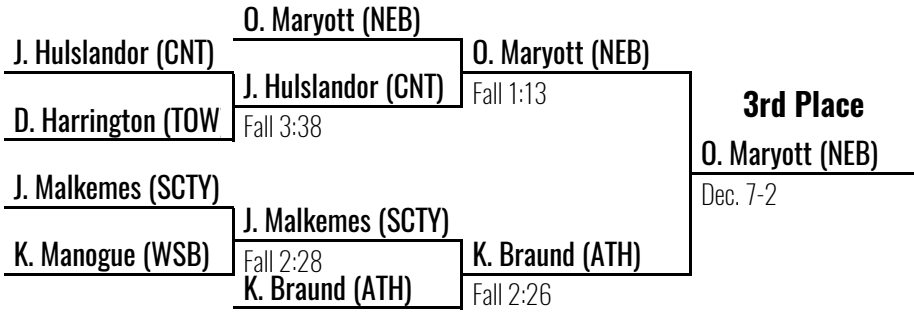 O. Maryott (NEB)
J. Hulslandor (CNT)
O. Maryott (NEB)
J. Hulslandor (CNT)
Fall 1:13
3rd Place
D. Harrington (TOW
Fall 3:38
O. Maryott (NEB)
J. Malkemes (SCTY)
Dec. 7-2
J. Malkemes (SCTY)
K. Manogue (WSB)
Fall 2:28
K. Braund (ATH)
K. Braund (ATH)
Fall 2:26